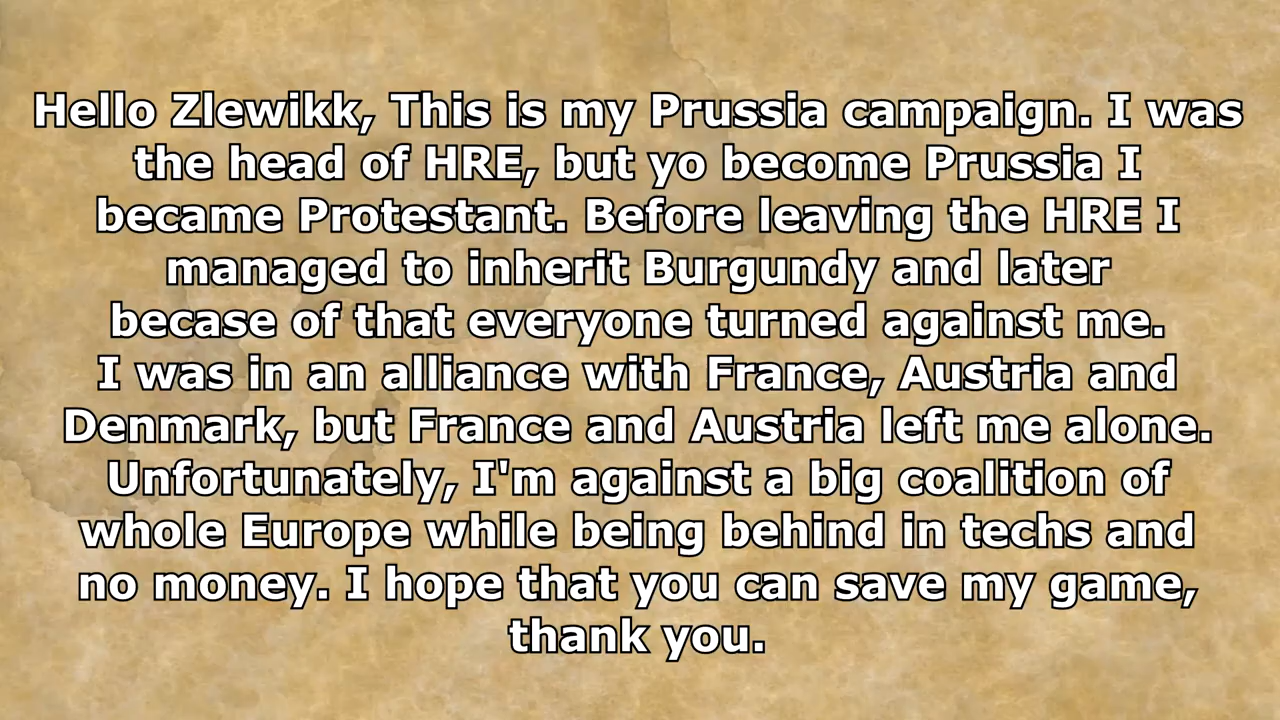 Hello Zlewikk, This is my Prussia campaign. I was
the head of HRE, but yo become Prussia I
became Protestant. Before leaving the HRE I
managed to inherit Burgundy and later
becase of that everyone turned against me.
I was in an alliance with France, Austria and
Denmark, but France and Austria left me alone.
Unfortunately, I'm against a big coalition of
whole Europe while being behind in techs and
no money. I hope that you can save my game,
thank you.